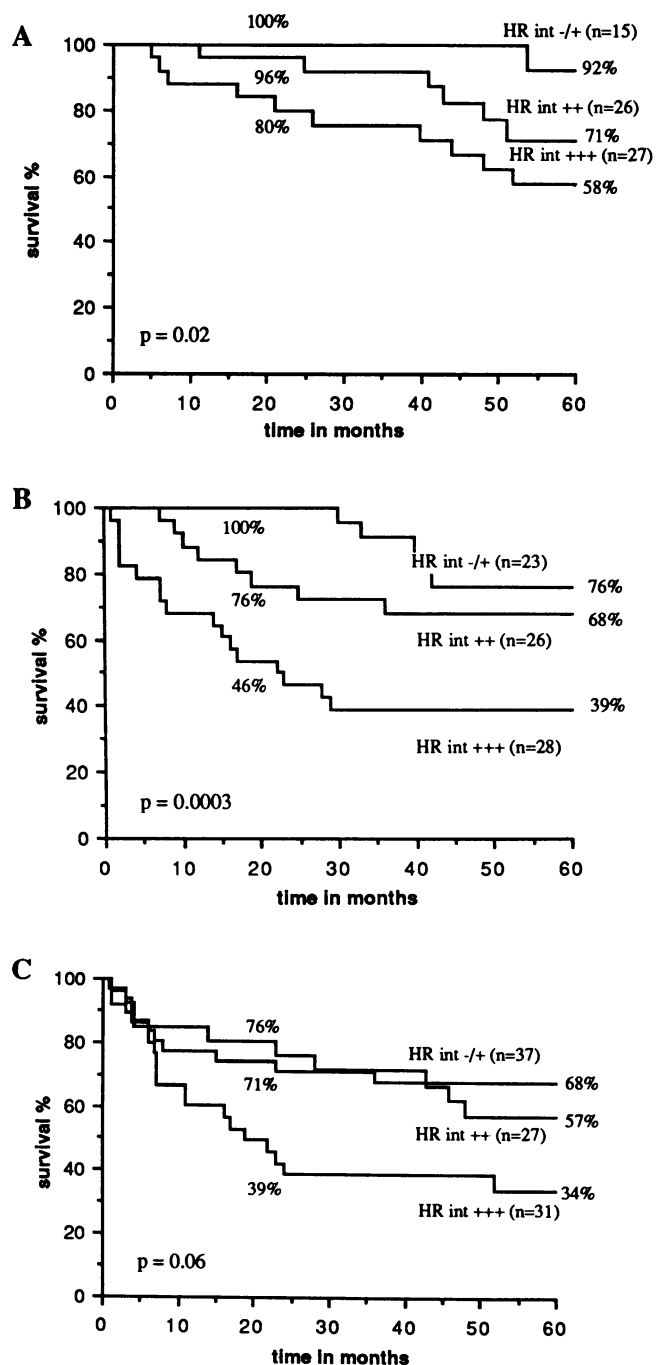 A
100%
HR int -/+ (n=15)
100
92%
96%
HR int ++ (n=26)
80
80%
71%
HR int +++ (n=27)
60
58%
survival %
40
20
p = 0.02
0
0 10 20 30 40 50 60
time in months
B
100
100%
HR int -/+ (n=23)
80
76%
76%
68%
HR int ++ (n=26)
60
survival %
46%
40
39%
HR int +++ (n=28)
20
p = 0.0003
0
0 10 20 30 40 50 60
time in months
C
100
76%
80
HR int -/+ (n=37)
71%
68%
60
57%
HR int ++ (n=27)
survival %
40
39%
34%
HR int +++ (n=31)
20
p = 0.06
0
0 10 20 30 40 50 60
time in months